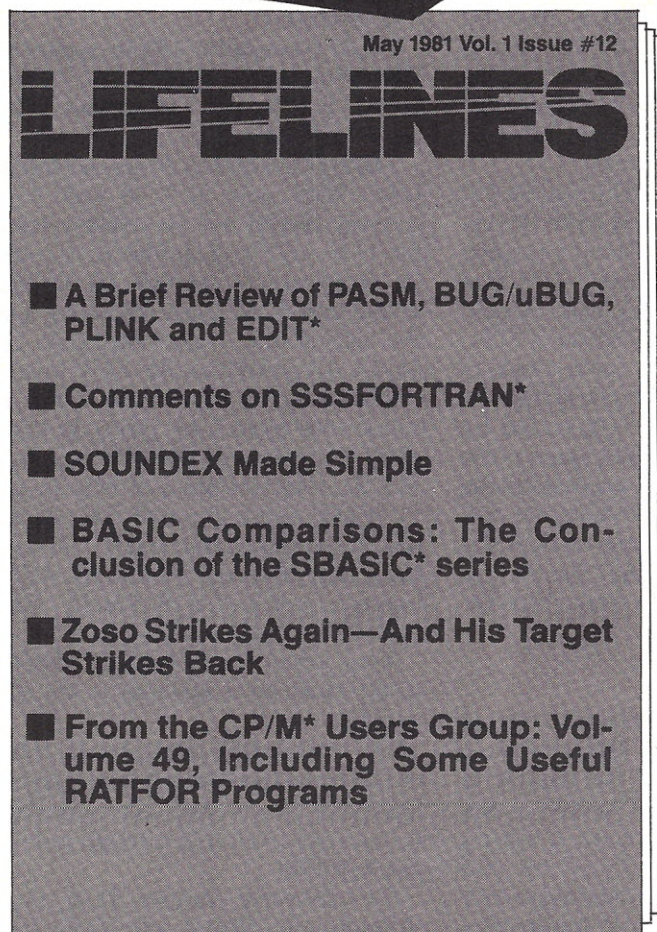 May 1981 Vol. 1 Issue #12
LIFELINES
■ A Brief Review of PASM, BUG/uBUG,
PLINK and EDIT*
■ Comments on SSSFORTRAN*
■ SOUNDEX Made Simple
■ BASIC Comparisons: The Con-
clusion of the SBASIC* series
■ Zoso Strikes Again—And His Target
Strikes Back
■ From the CP/M* Users Group: Vol-
ume 49, Including Some Useful
RATFOR Programs